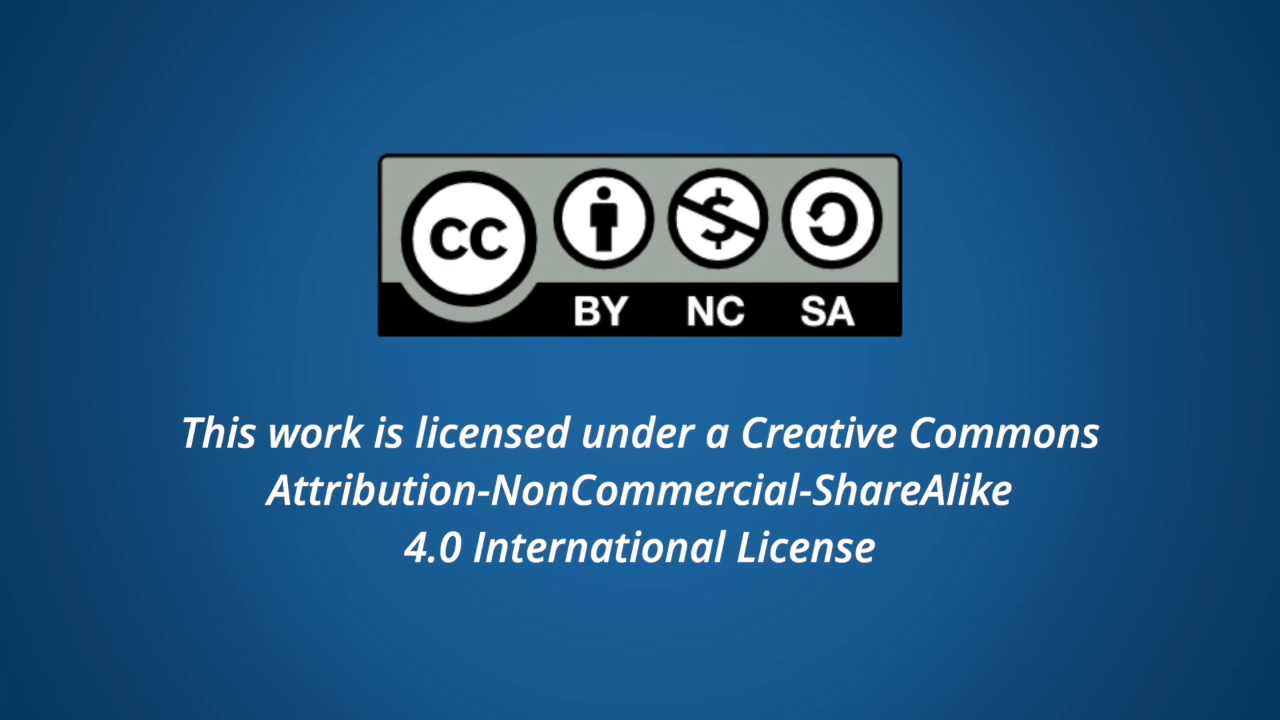 CC
BY NC SA
This work is licensed under a Creative Commons
Attribution-NonCommercial-ShareAlike
4.0 International License